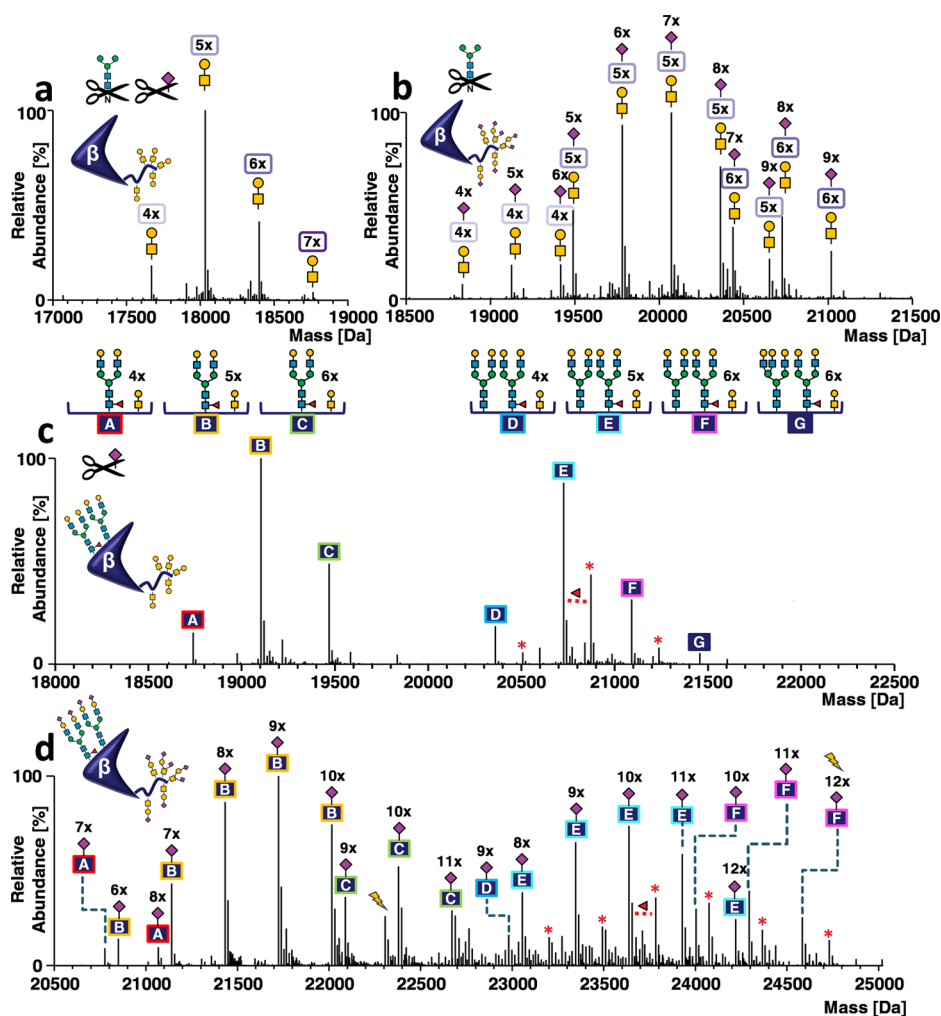 a
N
β
5x
4x
6x
7x
100
0
Relative
Abundance [%]
17000
17500
18000
18500
19000
Mass [Da]
b
N
β
4x
4x
5x
4x
6x
4x
5x
5x
6x
5x
7x
5x
8x
5x
7x
6x
9x
5x
8x
6x
9x
6x
100
0
Relative
Abundance [%]
18500
19000
19500
20000
20500
21000
21500
Mass [Da]
4x
5x
6x
4x
5x
6x
6x
A
B
C
D
E
F
G
c
β
A
B
C
D
E
*
F
*
G
*
100
0
Relative
Abundance [%]
18000
18500
19000
19500
20000
20500
21000
21500
22000
22500
Mass [Da]
d
β
7x
A
6x
B
8x
A
7x
B
8x
B
9x
B
10x
B
9x
C
10x
C
11x
C
9x
D
8x
E
*
9x
E
*
10x
E
*
11x
E
*
10x
F
12x
E
*
11x
F
12x
F
*
100
0
Relative
Abundance [%]
20500
21000
21500
22000
22500
23000
23500
24000
24500
25000
Mass [Da]